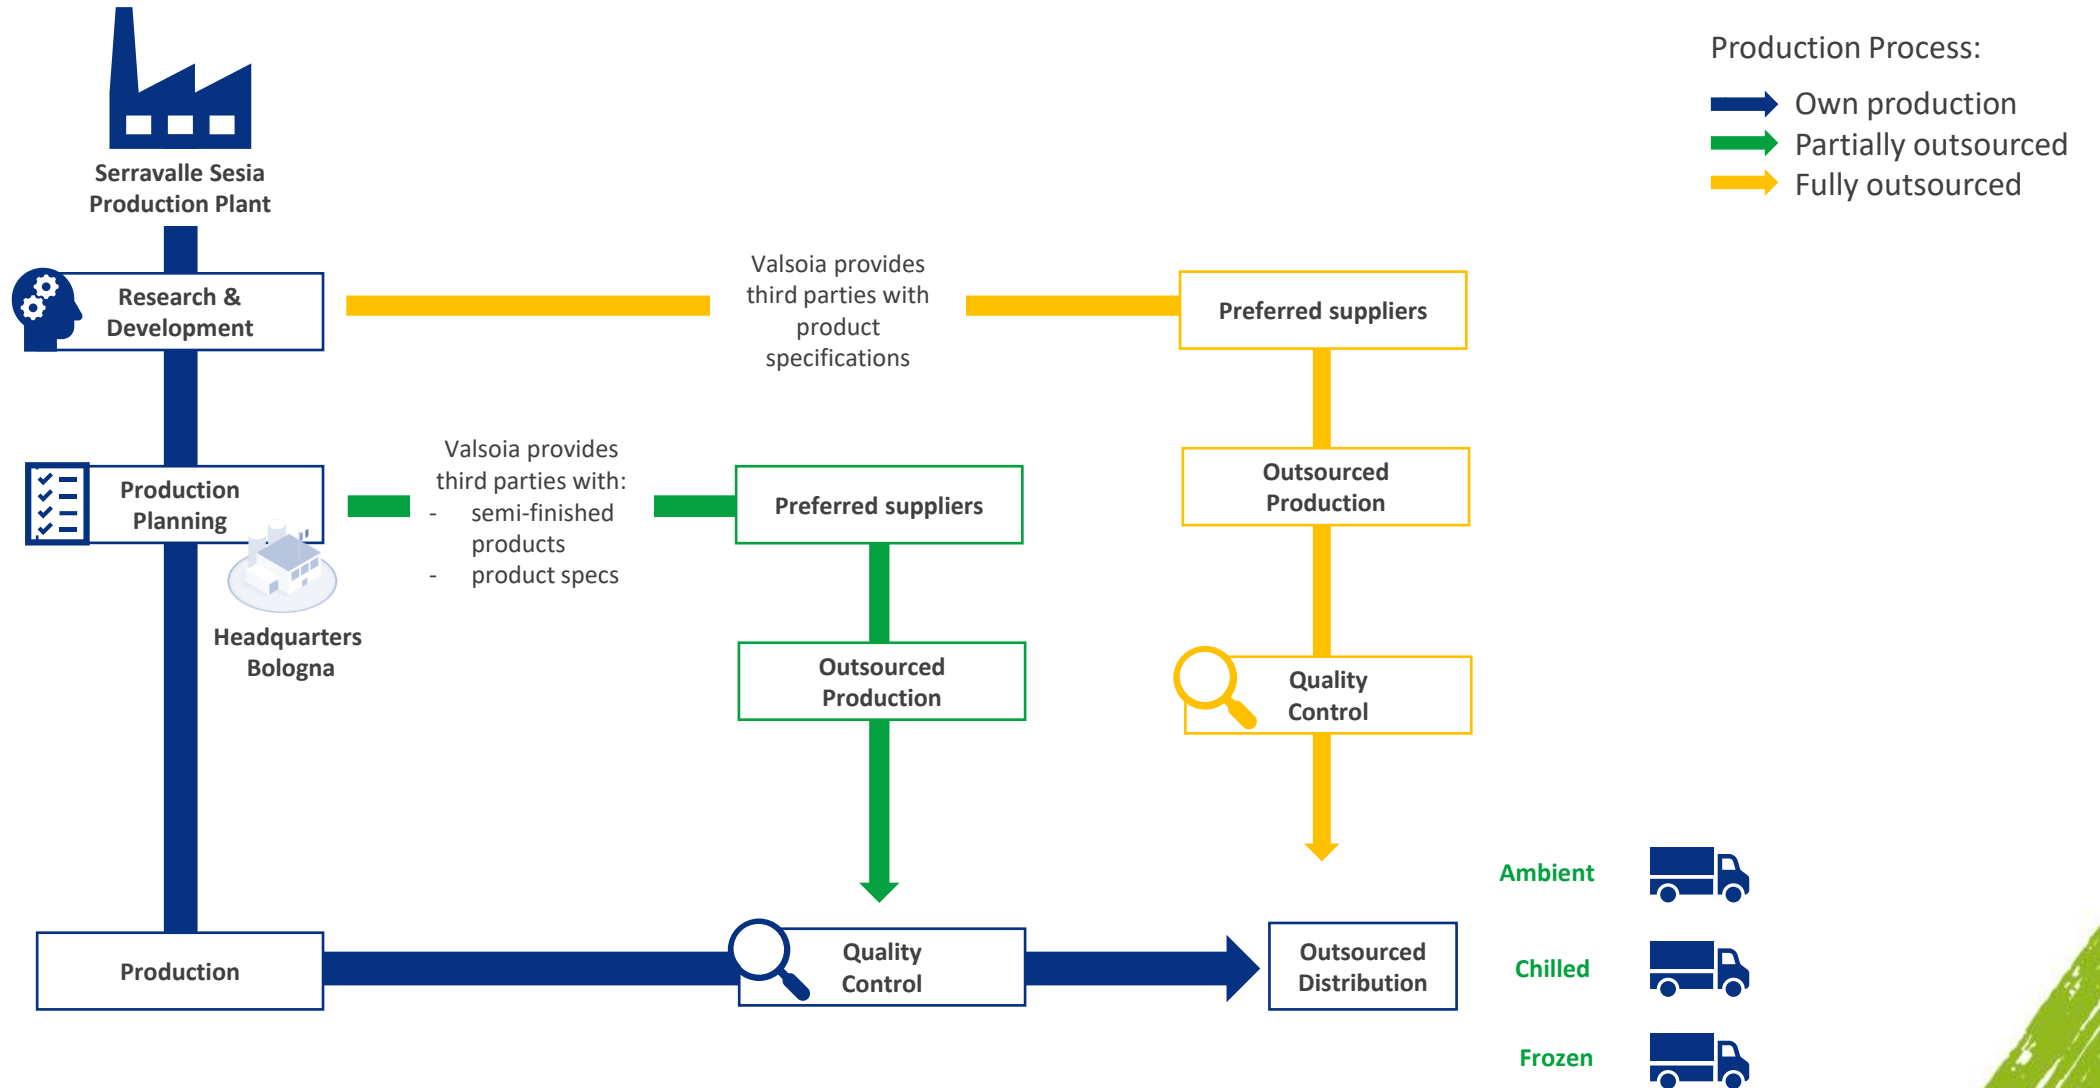 Production Process:
Own production
Partially outsourced
Fully outsourced
Serravalle Sesia
Production Plant
Research &
Development
Valsoia provides
third parties with
product
specifications
Preferred suppliers
Production
Planning
Headquarters
Bologna
Valsoia provides
third parties with:
- semi-finished
products
- product specs
Preferred suppliers
Outsourced
Production
Outsourced
Production
Quality
Control
Production
Quality
Control
Outsourced
Distribution
Ambient
Chilled
Frozen